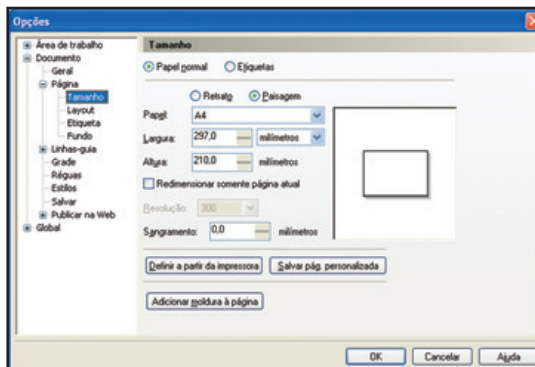 Opções
Área de trabalho
Documento
Geral
Página
Tamanho
Layout
Etiqueta
Fundo
Linhas-guia
Grade
Réguas
Estilos
Salvar
Publicar na Web
Global
Tamanho
Papel normal Etiquetas
Retrato Paisagem
Papel: A4
Largura: 297,0 milímetros
Altura: 210,0 milímetros
Redimensionar somente página atual
Resolução: 300
Sangramento: 0,0 milímetros
Definir a partir da impressora Salvar pág. personalizada
Adicionar moldura à página
OK Cancelar Ajuda